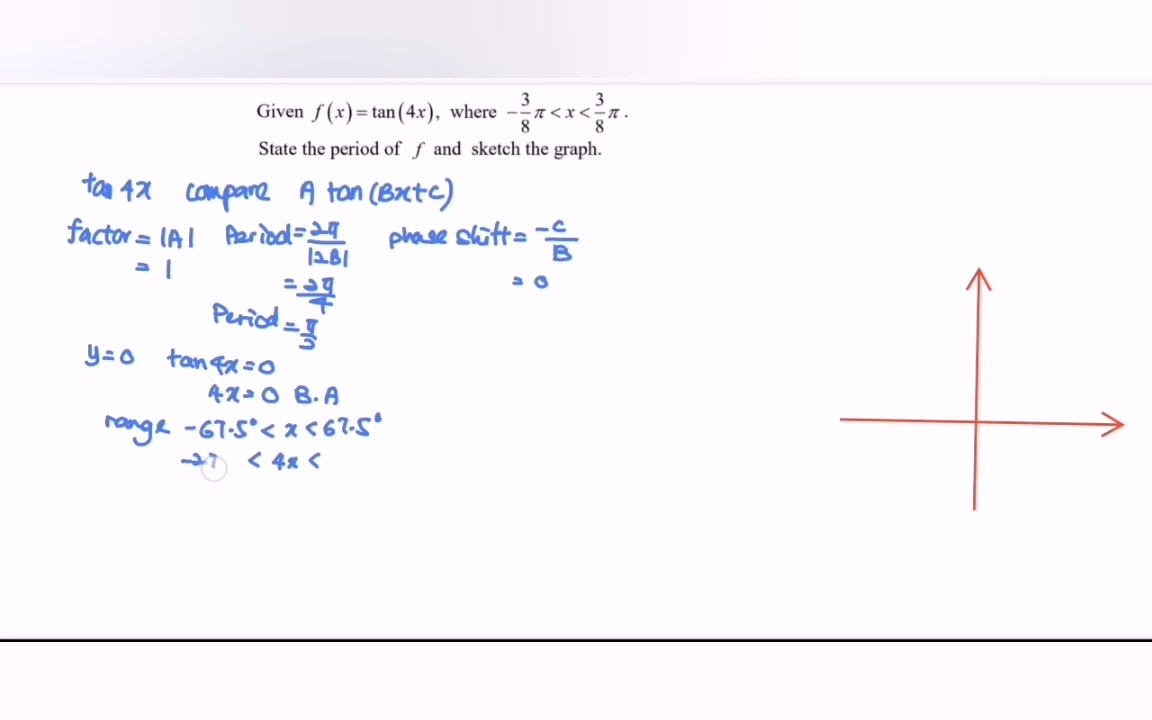 Given f(x) = tan(4x), where −3/8 π < x < 3/8 π.
State the period of f and sketch the graph.
tan 4x compare A tan (Bx+C)
factor = |A| Period = 2π/|2B| phase shift = -C/B
= 1 = 2π/4 = 0
Period = π/3
y=0 tan 4x = 0
4x = 0 B.A
range -67.5° < x < 67.5°
-27 < 4x <